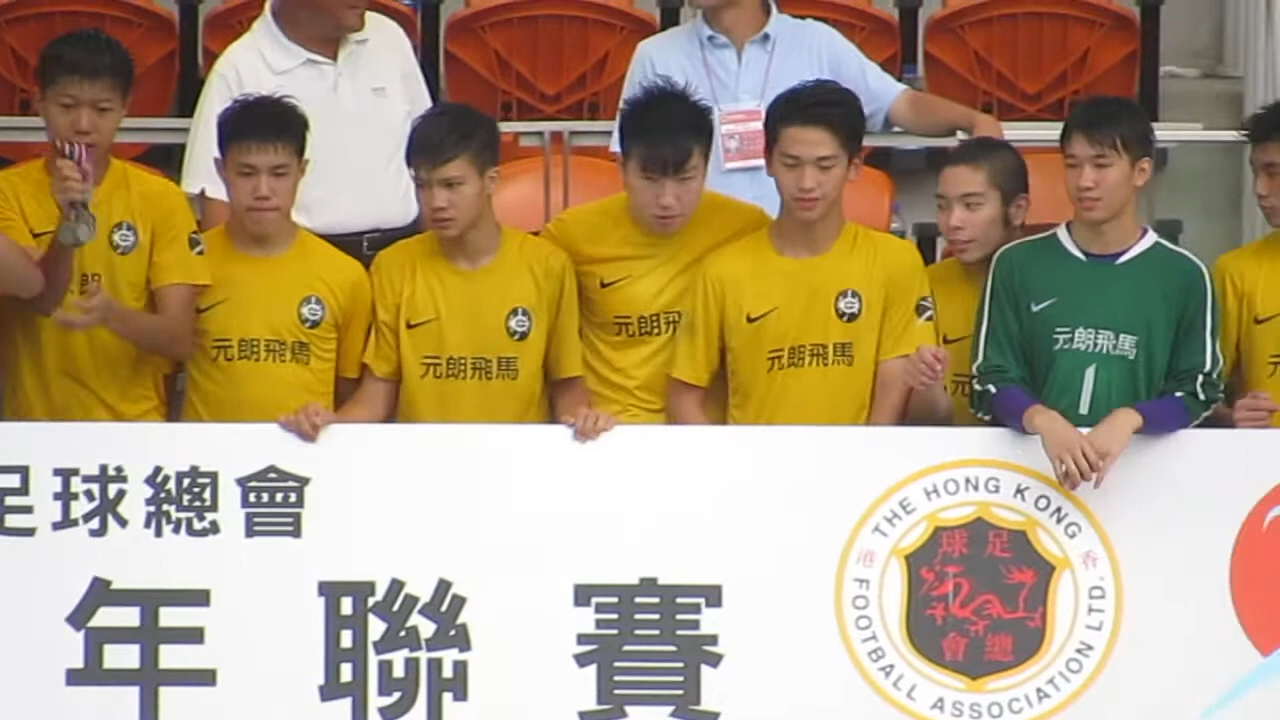 元朗飛馬
元朗飛馬
元朗飛
元朗飛馬
元朗飛馬
1
足球總會
年聯賽
THE HONG KONG
FOOTBALL ASSOCIATION LTD.
香
港
足球
總會